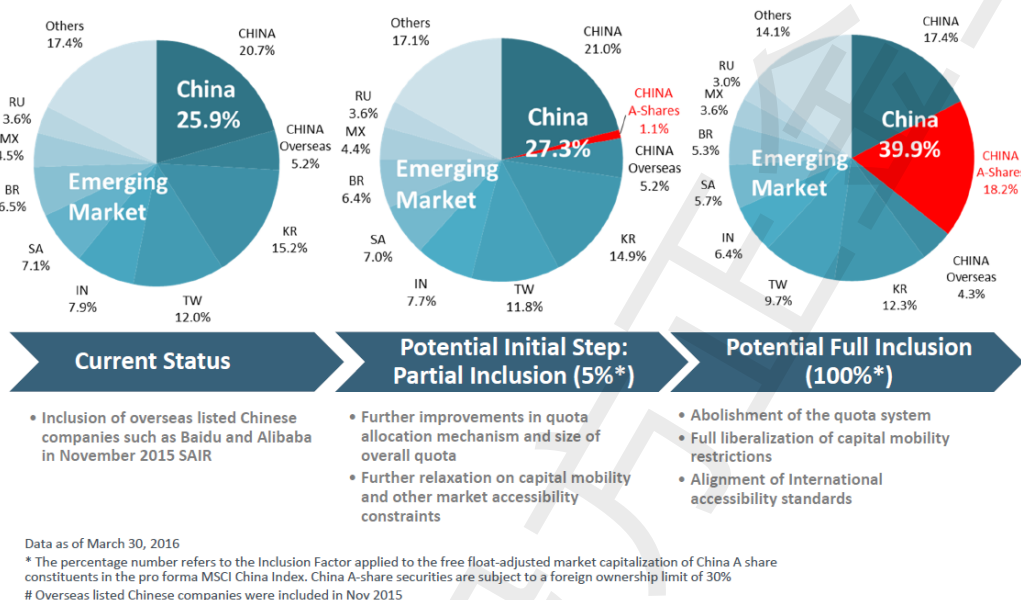 Others
17.4%
CHINA
20.7%
China
25.9%
CHINA
Overseas
5.2%
KR
15.2%
TW
12.0%
IN
7.9%
SA
7.1%
BR
6.5%
MX
4.5%
RU
3.6%
Emerging
Market
Others
17.1%
CHINA
21.0%
CHINA
A-Shares
1.1%
China
27.3%
CHINA
Overseas
5.2%
KR
14.9%
TW
11.8%
IN
7.7%
SA
7.0%
BR
6.4%
MX
4.4%
RU
3.6%
Emerging
Market
Others
14.1%
CHINA
17.4%
China
39.9%
CHINA
A-Shares
18.2%
CHINA
Overseas
4.3%
KR
12.3%
TW
9.7%
IN
6.4%
SA
5.7%
BR
5.3%
MX
3.6%
RU
3.0%
Emerging
Market
Current Status
Potential Initial Step:
Partial Inclusion (5%*)
Potential Full Inclusion
(100%*)
• Inclusion of overseas listed Chinese
companies such as Baidu and Alibaba
in November 2015 SAIR
• Further improvements in quota
allocation mechanism and size of
overall quota
• Further relaxation on capital mobility
and other market accessibility
constraints
• Abolishment of the quota system
• Full liberalization of capital mobility
restrictions
• Alignment of International
accessibility standards
Data as of March 30, 2016
* The percentage number refers to the Inclusion Factor applied to the free float-adjusted market capitalization of China A share
constituents in the pro forma MSCI China Index. China A-share securities are subject to a foreign ownership limit of 30%
# Overseas listed Chinese companies were included in Nov 2015